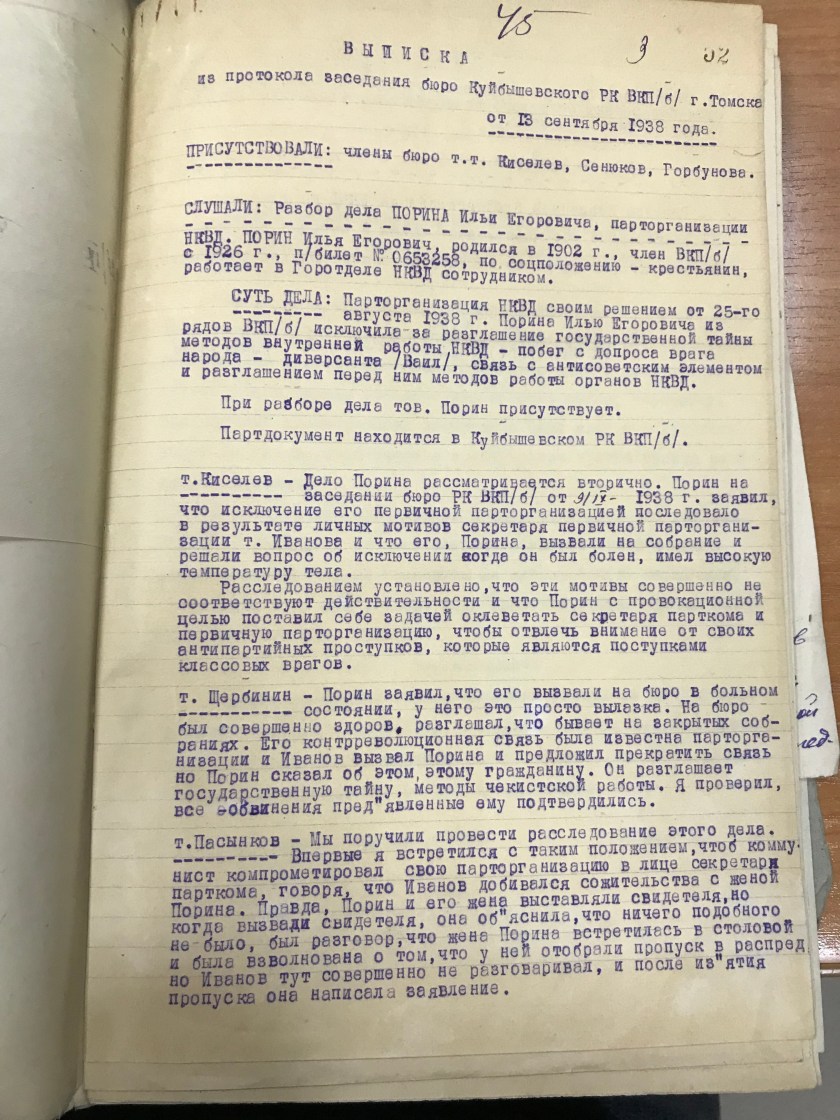 45
3
52
ВЫПИСКА
из протокола заседания бюро Куйбышевского РК ВКП/б/ г.Томска
от 13 сентября 1938 года.
ПРИСУТСТВОВАЛИ: члены бюро т.т. Киселев, Сенюков, Горбунова.
СЛУШАЛИ: Разбор дела ПОРИНА Ильи Егоровича, парторганизации
НКВД. ПОРИН Илья Егорович, родился в 1902 г., член ВКП/б/
с 1926 г., п/билет № 0653258, по соцположению - крестьянин,
работает в Горотделе НКВД сотрудником.
СУТЬ ДЕЛА: Парторганизация НКВД своим решением от 25-го
августа 1938 г. Порина Илью Егоровича из
рядов ВКП/б/ исключила за разглашение государственной тайны
методов внутренней работы НКВД - побег с допроса врага
народа - диверсанта /Ваил/, связь с антисоветским элементом
и разглашением перед ним методов работы органов НКВД.
При разборе дела тов. Порин присутствует.
Партдокумент находится в Куйбышевском РК ВКП/б/.
т.Киселев - Дело Порина рассматривается вторично. Порин на
заседании бюро РК ВКП/б/ от 9/IX- 1938 г. заявил,
что исключение его первичной парторганизацией последовало
в результате личных мотивов секретаря первичной парторгани-
зации т. Иванова и что его, Порина, вызвали на собрание и
решали вопрос об исключении когда он был болен, имел высокую
температуру тела.
Расследованием установлено,что эти мотивы совершенно не
соответствуют действительности и что Порин с провокационной
целью поставил себе задачей оклеветать секретаря парткома и
первичную парторганизацию, чтобы отвлечь внимание от своих
антипартийных проступков, которые являются поступками
классовых врагов.
т. Щербинин - Порин заявил,что его вызвали на бюро в больном
состоянии, у него это просто вылазка. На бюро
был совершенно здоров, разглашал,что бывает на закрытых соб-
раниях. Его контрреволюционная связь была известна парторга-
низации и Иванов вызвал Порина и предложил прекратить связь
но Порин сказал об этом, этому гражданину. Он разглашает
государственную тайну, методы чекистской работы. Я проверил,
все обвинения пред"явленные ему подтвердились.
т.Пасынков - Мы поручили провести расследование этого дела.
Впервые я встретился с таким положением,чтоб комму-
нист компрометировал свою парторганизацию в лице секретаря
парткома, говоря, что Иванов добивался сожительства с женой
Порина. Правда, Порин и его жена выставляли свидетеля,но
когда вызвади свидетеля, она об"яснила,что ничего подобного
не было, был разговор,что жена Порина встретилась в столовой
и была взволнована о том,что у ней отобрали пропуск в распред.
но Иванов тут совершенно не разговаривал, и после из"ятия
пропуска она написала заявление.